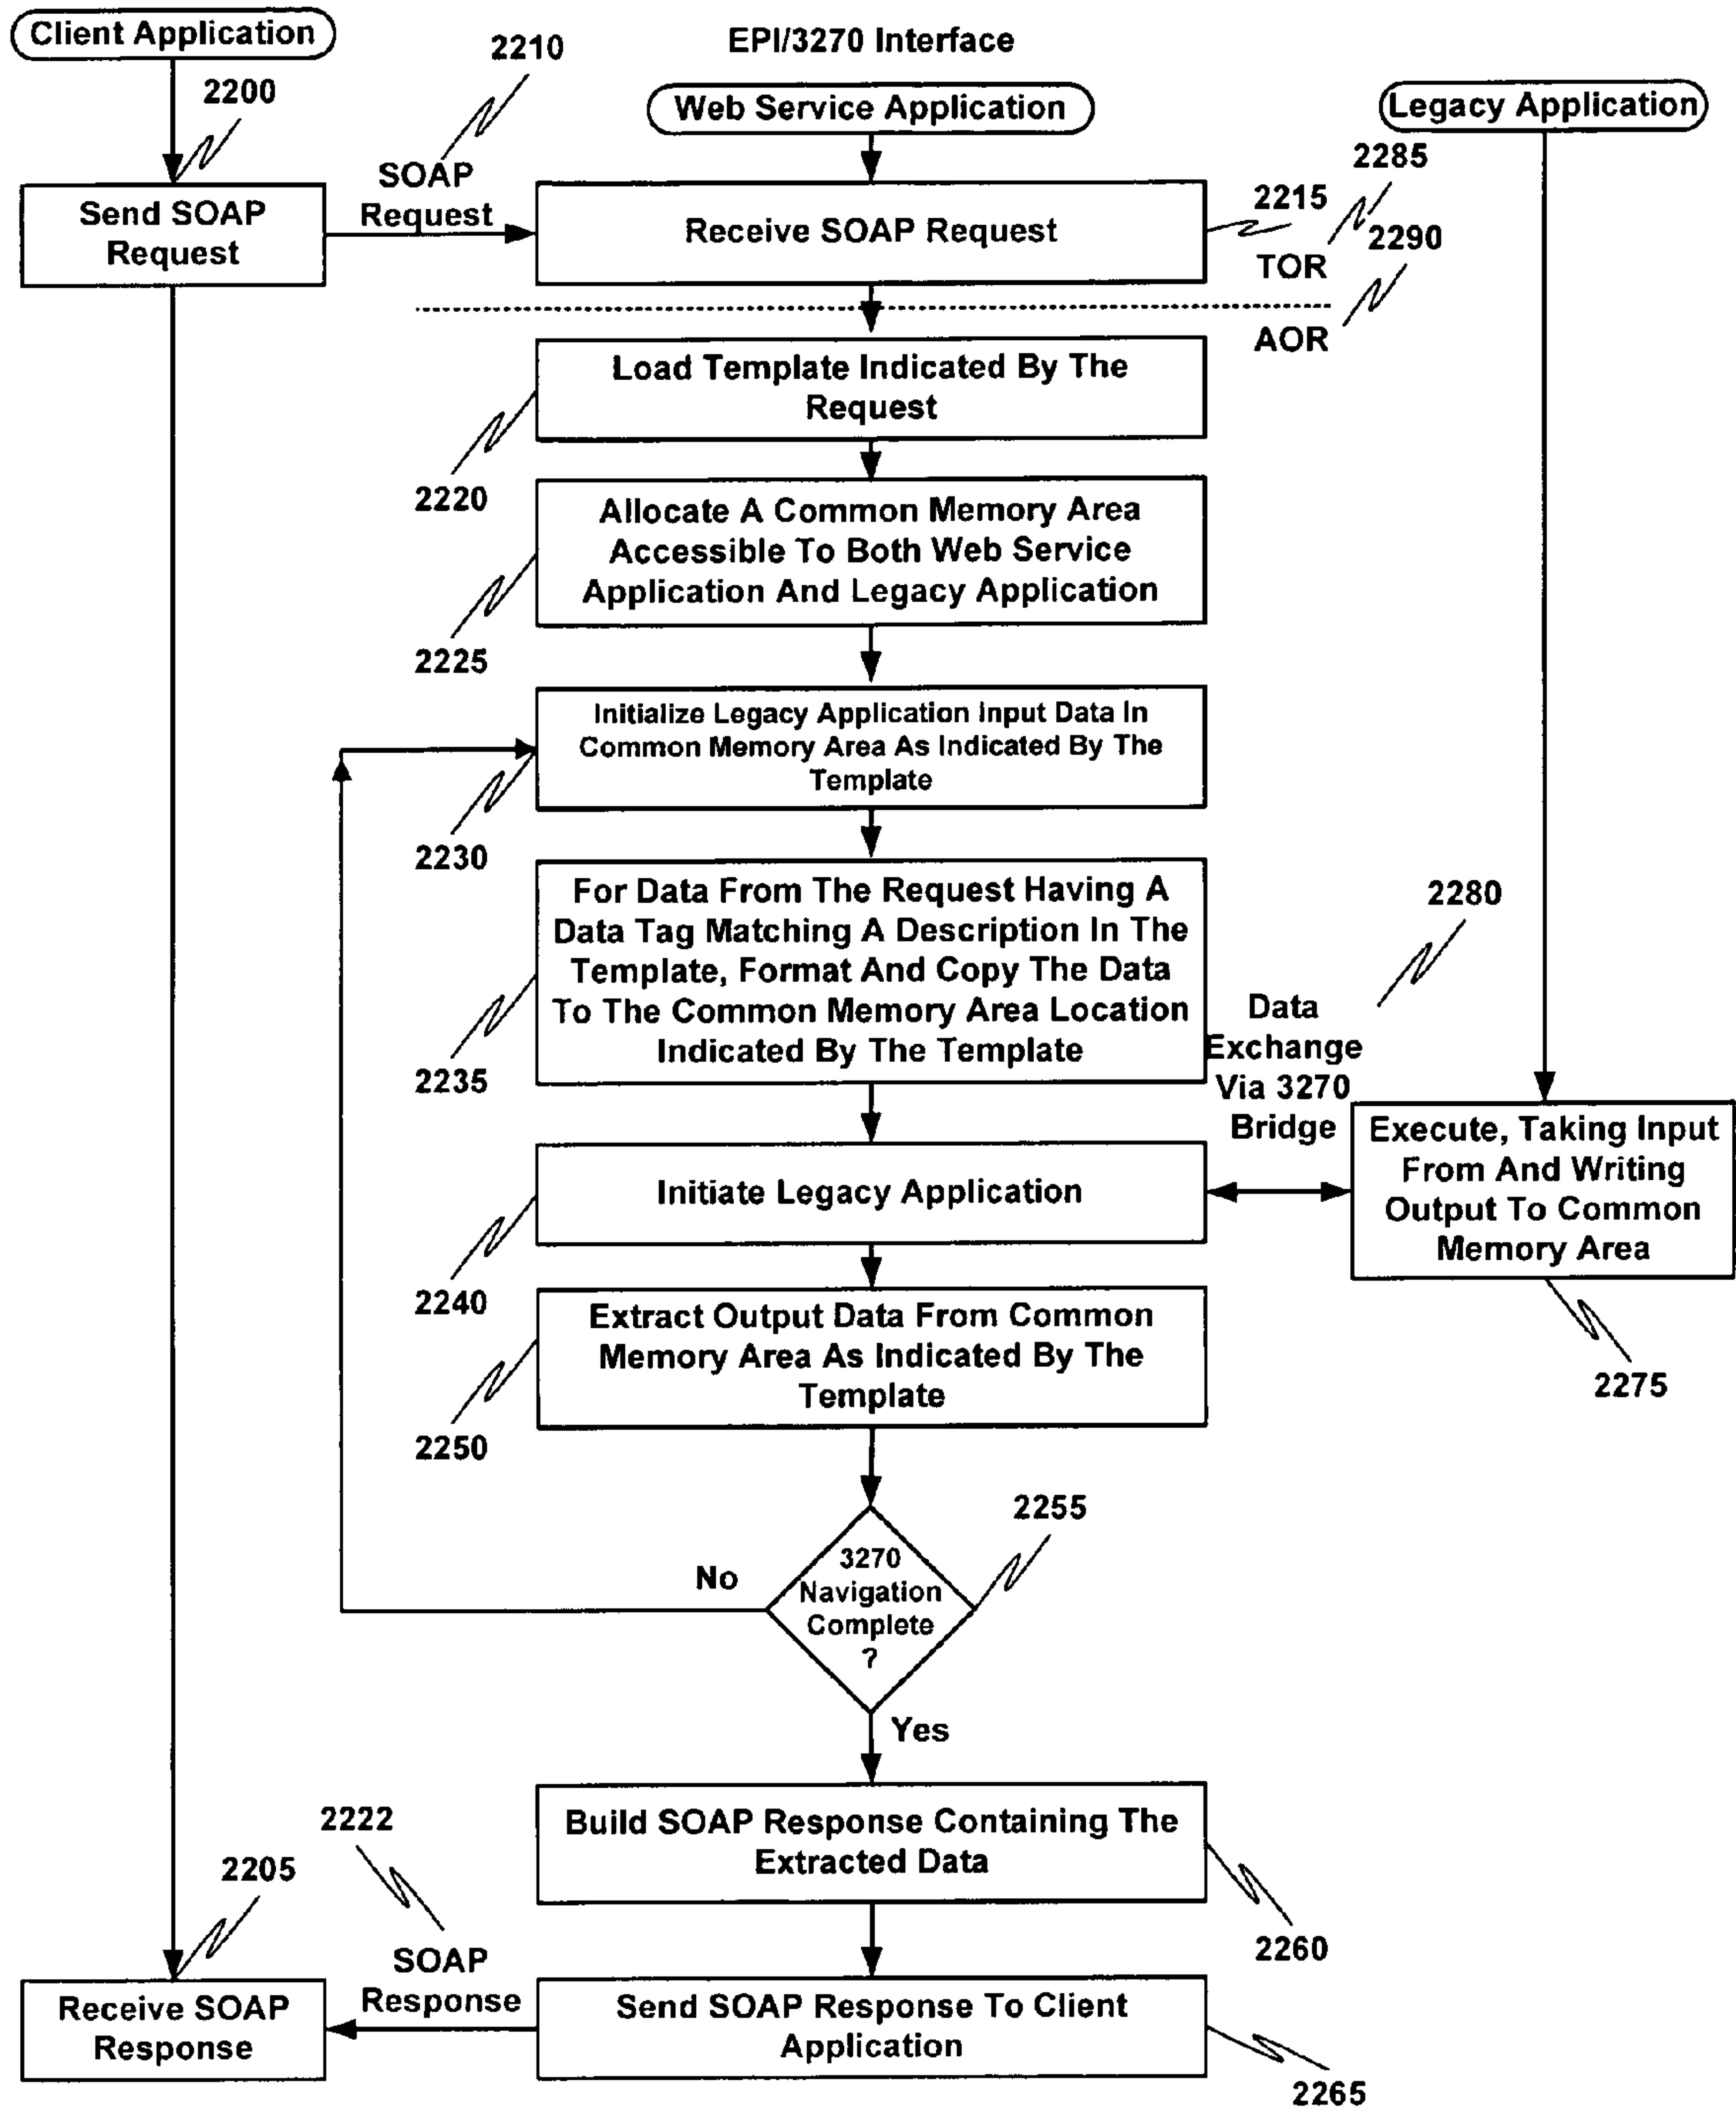 Client Application
2210
EPI/3270 Interface
2200
Web Service Application
Legacy Application
2285
SOAP
Request
Send SOAP
Request
Receive SOAP Request
2215
2290
TOR
AOR
Load Template Indicated By The
Request
2220
Allocate A Common Memory Area
Accessible To Both Web Service
Application And Legacy Application
2225
Initialize Legacy Application Input Data In
Common Memory Area As Indicated By The
Template
2230
For Data From The Request Having A
Data Tag Matching A Description In The
Template, Format And Copy The Data
To The Common Memory Area Location
Indicated By The Template
2235
2280
Data
Exchange
Via 3270
Bridge
Execute, Taking Input
From And Writing
Output To Common
Memory Area
Initiate Legacy Application
2240
2275
Extract Output Data From Common
Memory Area As Indicated By The
Template
2250
2255
3270
Navigation
Complete
?
No
Yes
Build SOAP Response Containing The
Extracted Data
2222
2205
2260
SOAP
Response
Receive SOAP
Response
Send SOAP Response To Client
Application
2265